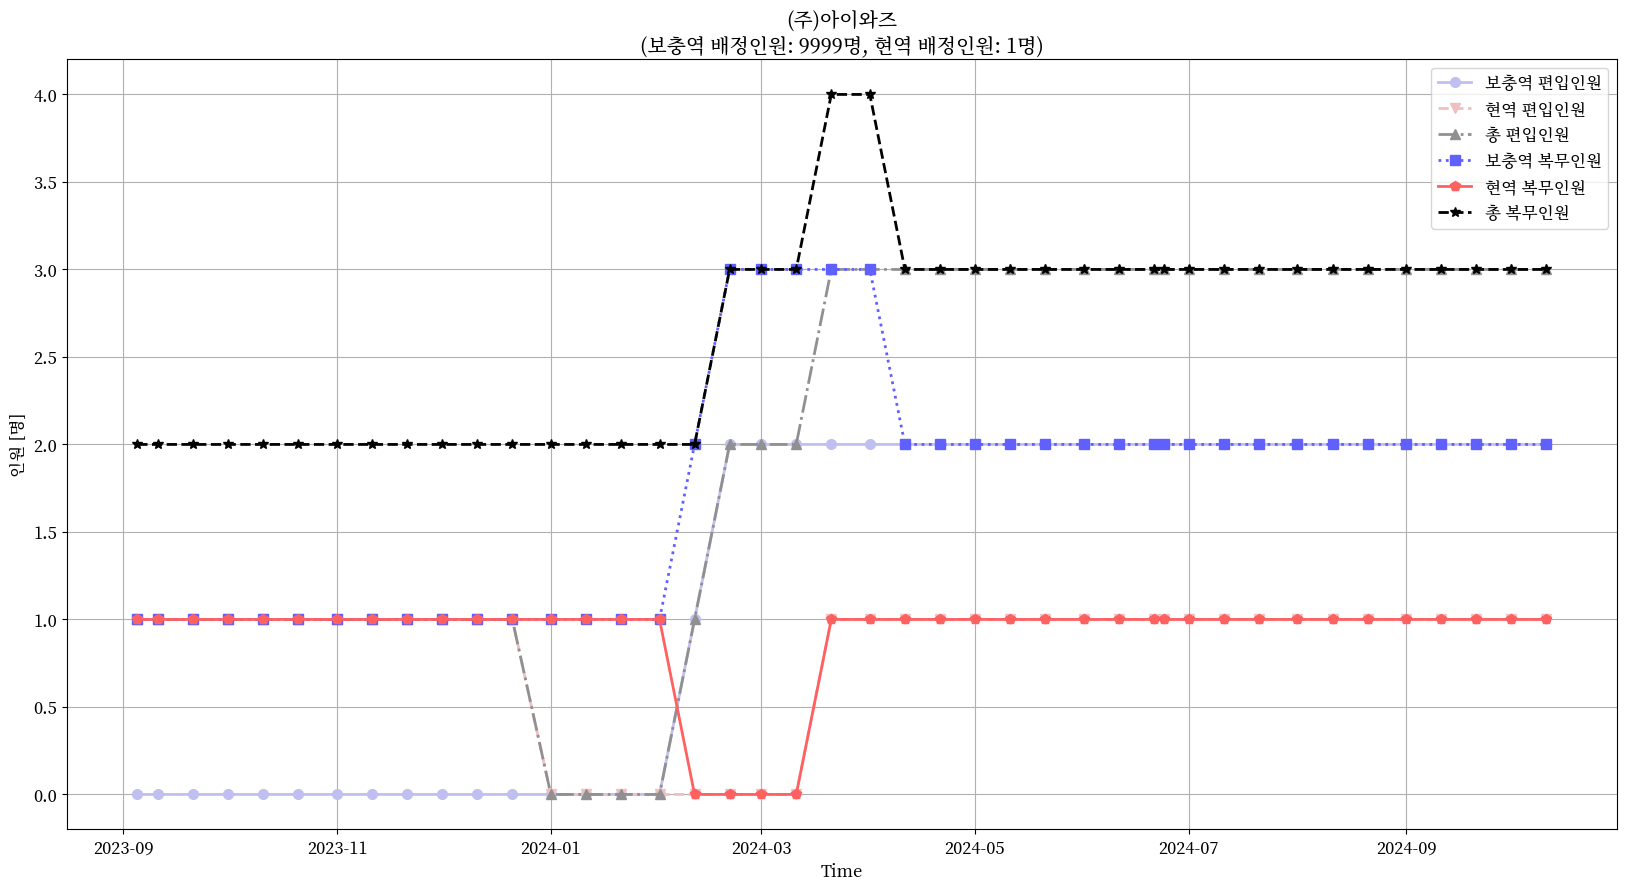 (주)아이와즈
(보충역 배정인원: 9999명, 현역 배정인원: 1명)
보충역 편입인원
현역 편입인원
총 편입인원
보충역 복무인원
현역 복무인원
총 복무인원
인원 [명]
4.0
3.5
3.0
2.5
2.0
1.5
1.0
0.5
0.0
2023-09 2023-11 2024-01 2024-03 2024-05 2024-07 2024-09
Time